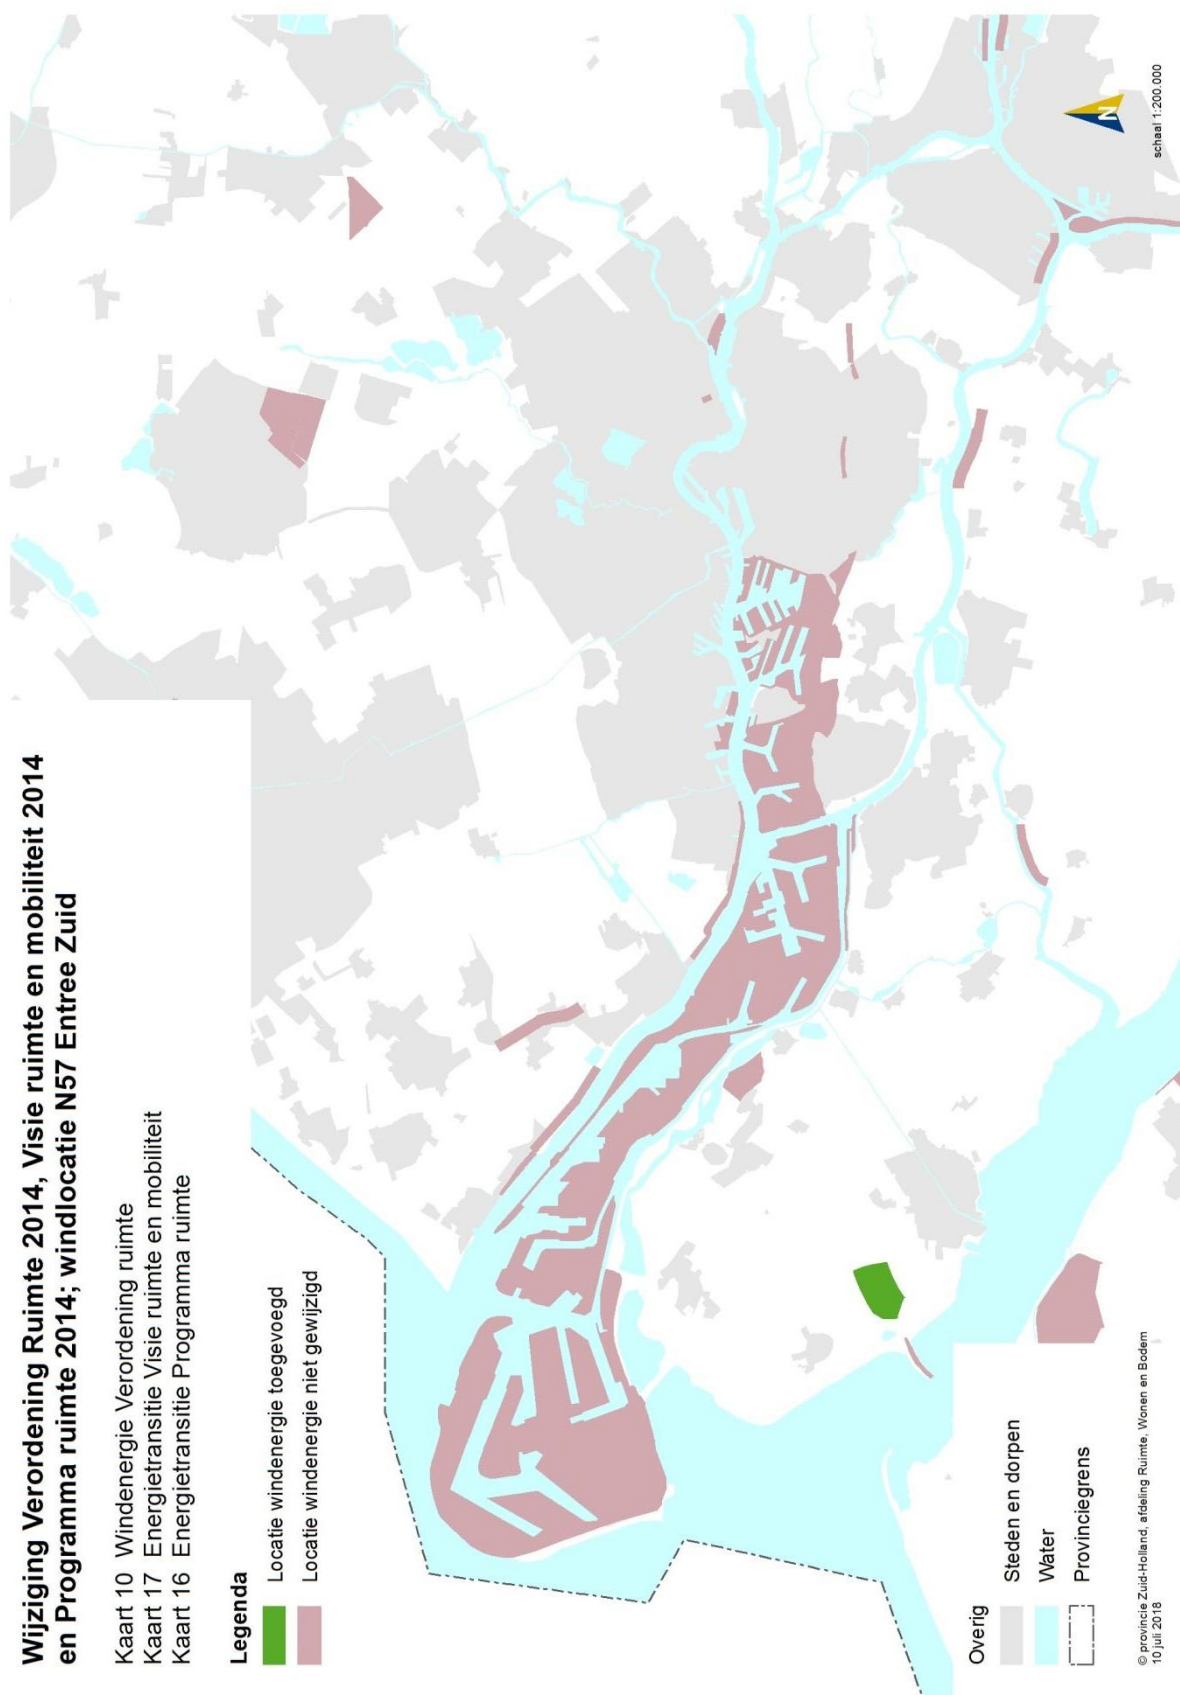 Wijziging Verordening Ruimte 2014, Visie ruimte en mobiliteit 2014
en Programma ruimte 2014; windlocatie N57 Entree Zuid
Kaart 10 Windenergie Verordening ruimte
Kaart 17 Energietransitie Visie ruimte en mobiliteit
Kaart 16 Energietransitie Programma ruimte
Legenda
Locatie windenergie toegevoegd
Locatie windenergie niet gewijzigd
Overig
Steden en dorpen
Water
Provinciegrens
© provincie Zuid-Holland, afdeling Ruimte, Wonen en Bodem
10 juli 2018
N
schaal 1:200.000